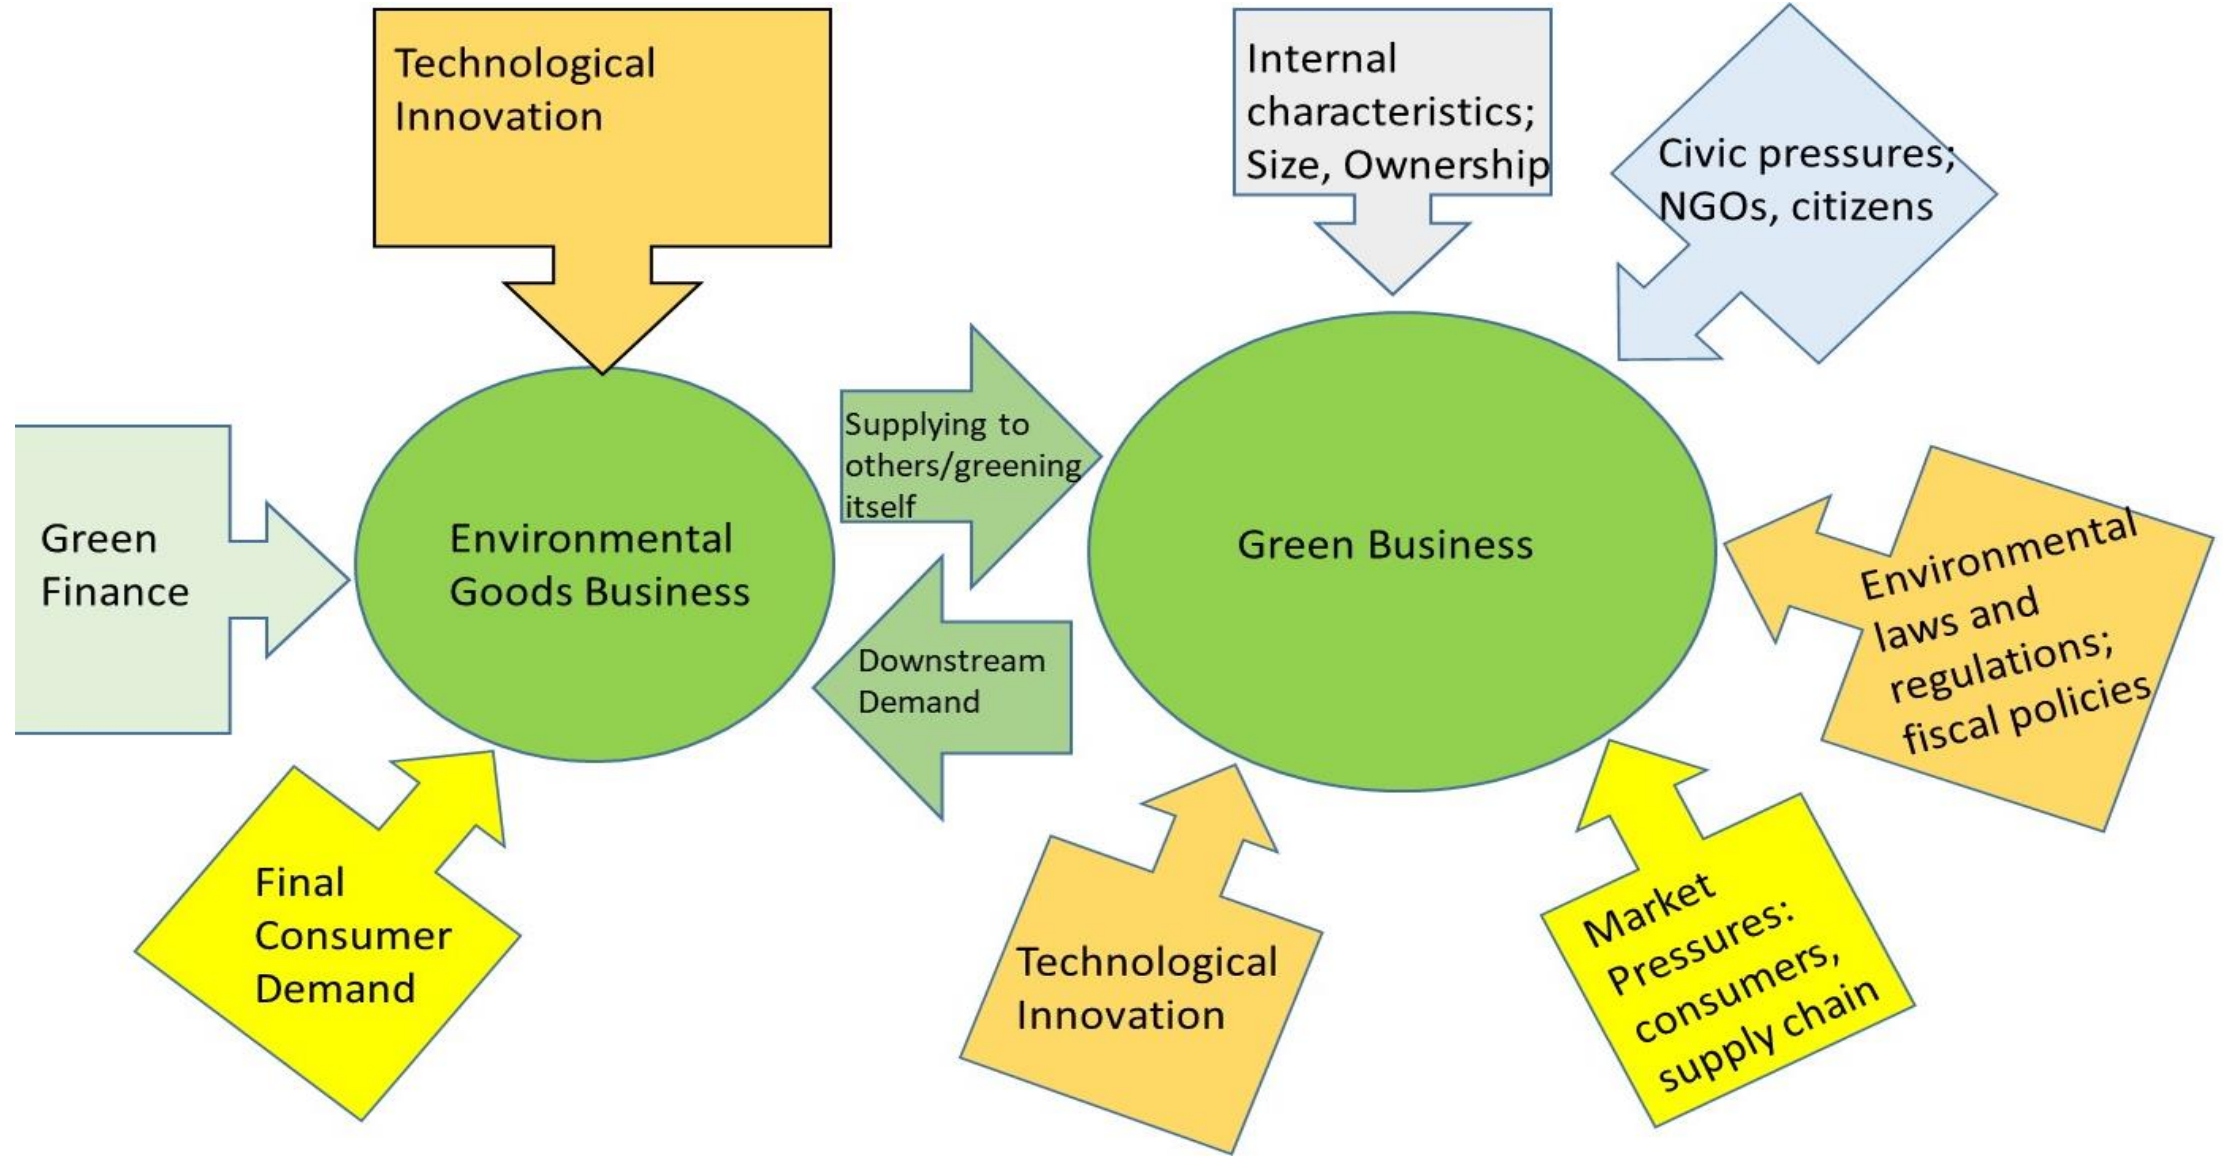 Technological
Innovation
Internal
characteristics;
Size, Ownership
Civic pressures;
NGOs, citizens
Supplying to
others/greening
itself
Green
Finance
Environmental
Goods Business
Green Business
Environmental
laws and
regulations;
fiscal policies
Downstream
Demand
Final
Consumer
Demand
Technological
Innovation
Market
Pressures:
consumers,
supply chain